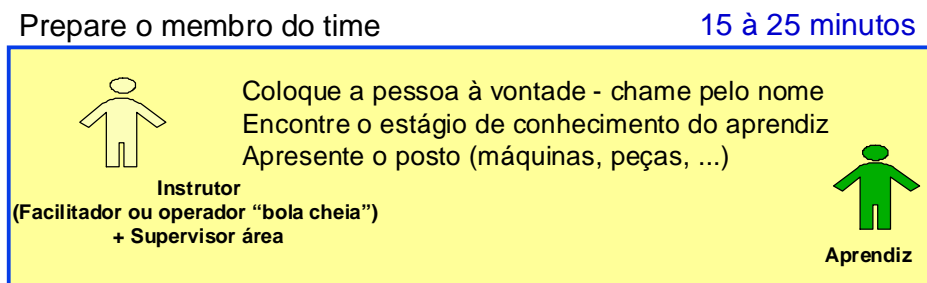 Prepare o membro do time
15 à 25 minutos
Coloque a pessoa à vontade - chame pelo nome
Encontre o estágio de conhecimento do aprendiz
Apresente o posto (máquinas, peças, ...)
Instrutor
(Facilitador ou operador “bola cheia”)
+ Supervisor área
Aprendiz